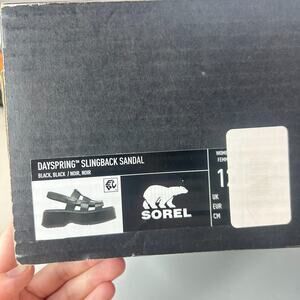 DAYSPRING™ SLINGBACK SANDAL
BLACK, BLACK / NOIR, NOIR
SOREL
UK
EUR
CM